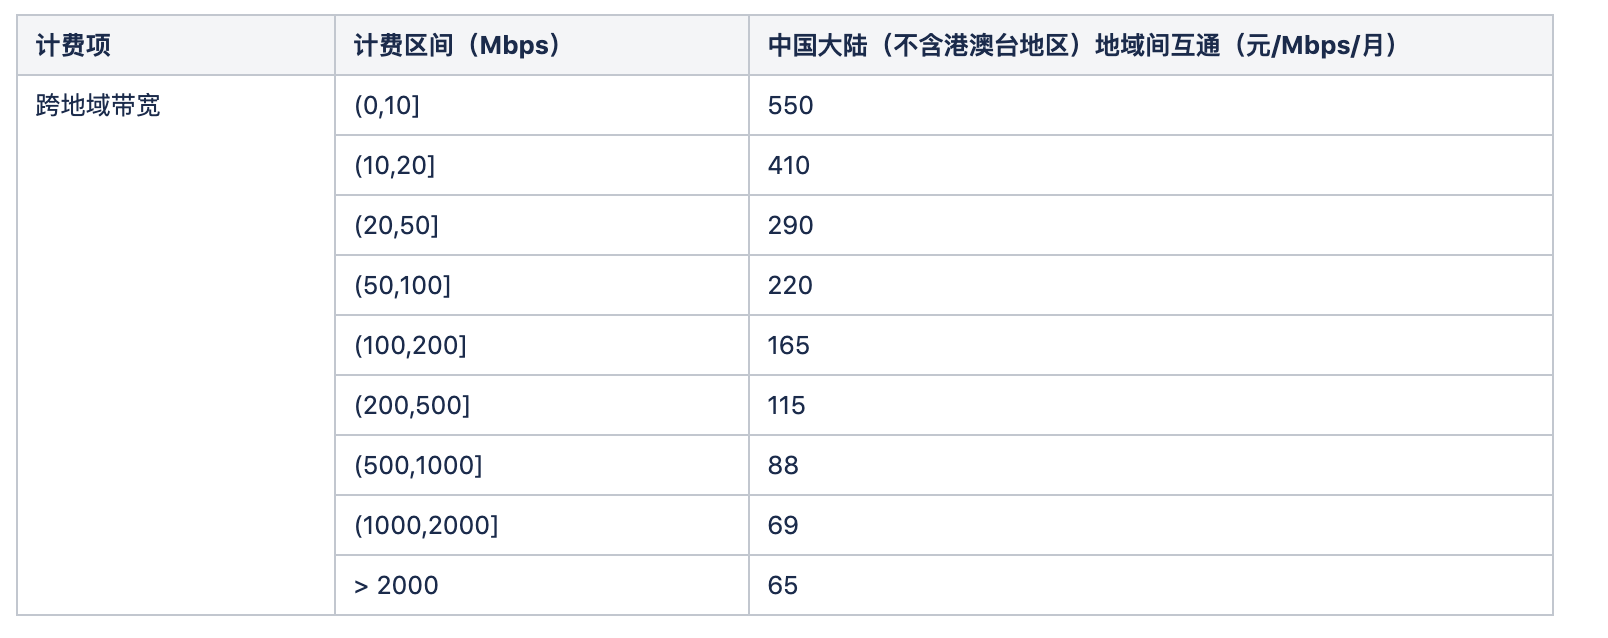 计费项 计费区间（Mbps） 中国大陆（不含港澳台地区）地域间互通（元/Mbps/月）
跨地域带宽 (0,10] 550
(10,20] 410
(20,50] 290
(50,100] 220
(100,200] 165
(200,500] 115
(500,1000] 88
(1000,2000] 69
> 2000 65